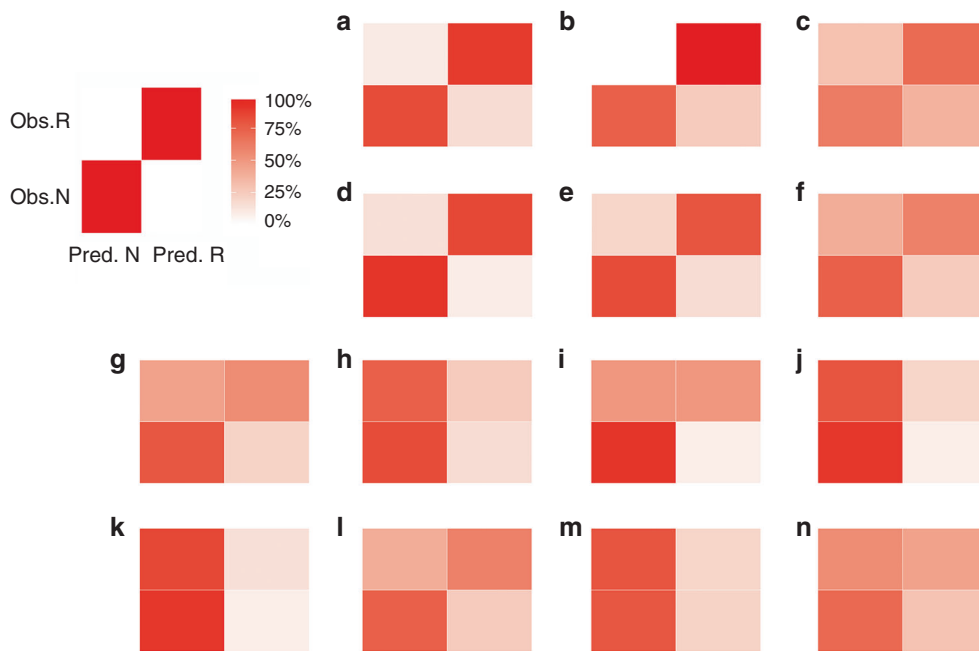 a b c
Obs.R
Obs.N
Pred. N Pred. R
100%
75%
50%
25%
0%
d e f
g h i j
k l m n